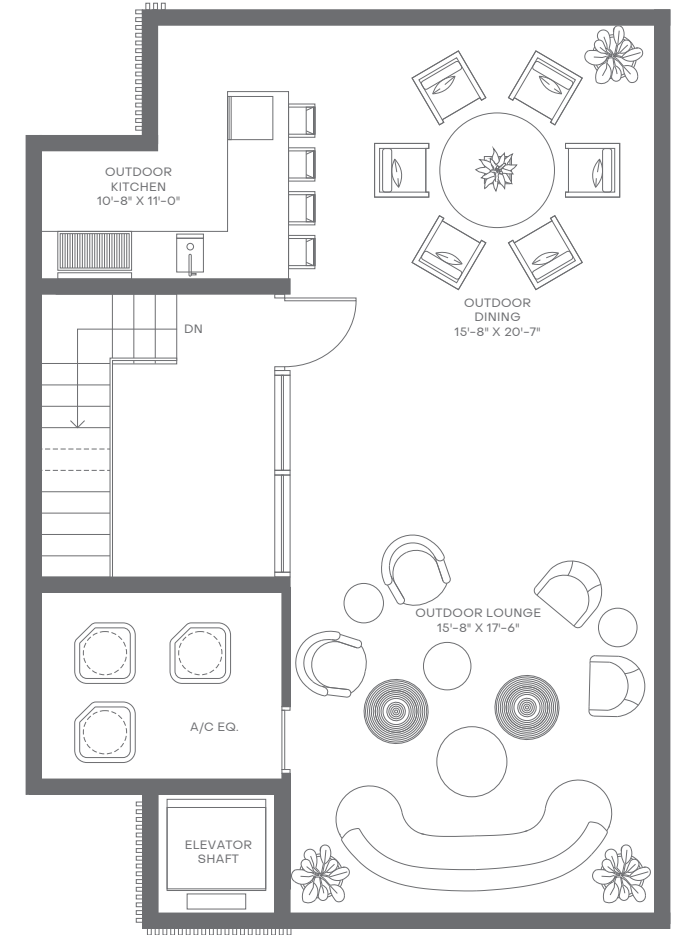 OUTDOOR
KITCHEN
10'-8" X 11'-0"
DN
OUTDOOR
DINING
15'-8" X 20'-7"
OUTDOOR LOUNGE
15'-8" X 17'-6"
A/C EQ.
ELEVATOR
SHAFT